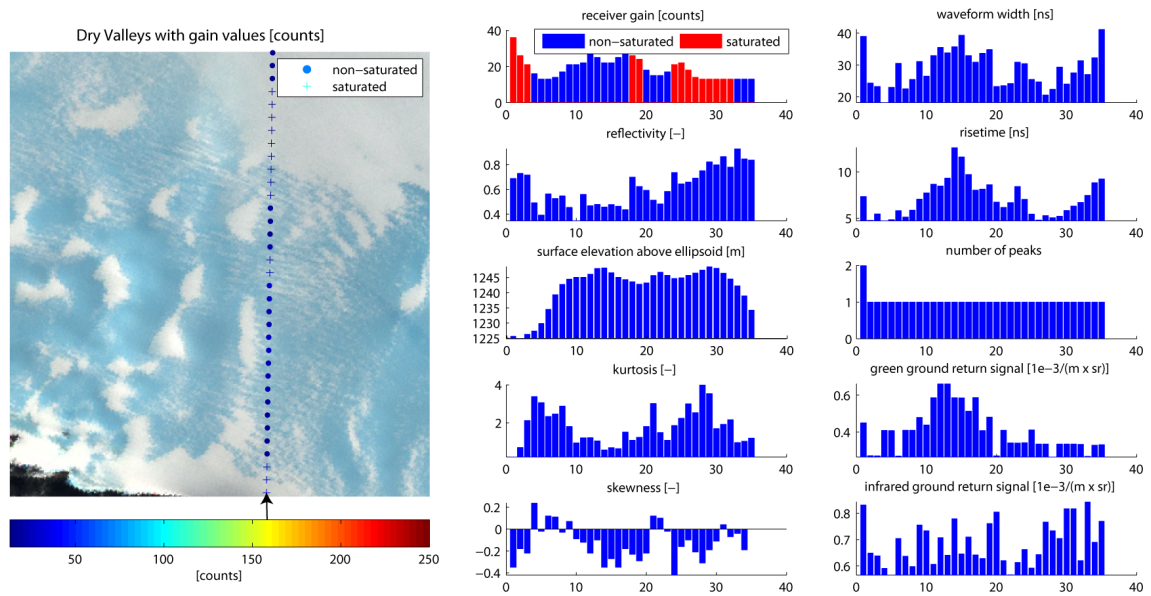 Dry Valleys with gain values [counts]
non-saturated
saturated
50 100 150 200 250
[counts]
receiver gain [counts]
non-saturated saturated
40
20
0
0 10 20 30 40
reflectivity [−]
0.8
0.6
0.4
0 10 20 30 40
surface elevation above ellipsoid [m]
1245
1240
1235
1230
1225
0 10 20 30 40
kurtosis [−]
4
2
0 10 20 30 40
skewness [−]
0.2
0
−0.2
−0.4
0 10 20 30 40
waveform width [ns]
40
30
20
0 10 20 30 40
risetime [ns]
10
5
0 10 20 30 40
number of peaks
2
1
0
0 10 20 30 40
green ground return signal [1e−3/(m x sr)]
0.6
0.4
0 10 20 30 40
infrared ground return signal [1e−3/(m x sr)]
0.8
0.7
0.6
0 10 20 30 40